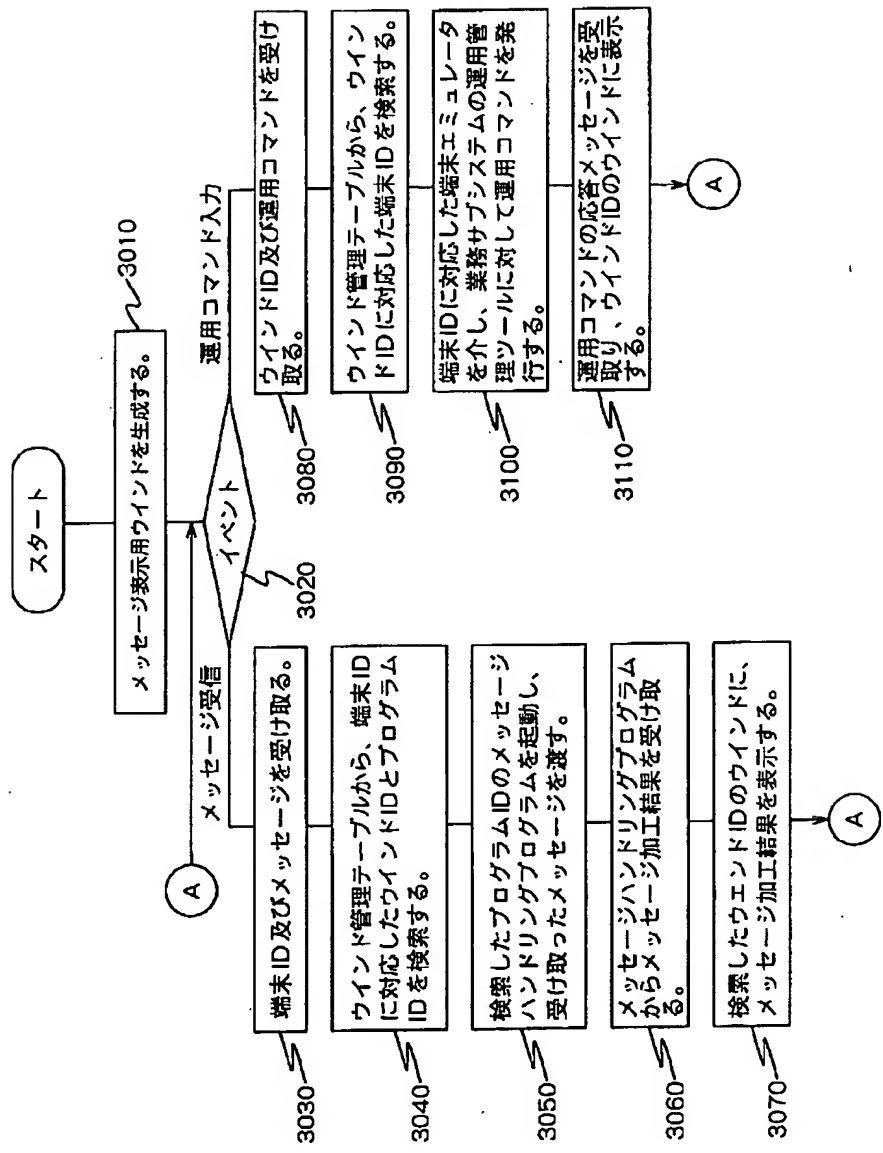 スタート
メッセージ表示用ウインドを生成する。
3010
イベント
3020
メッセージ受信
運用コマンド入力
A
端末ID及びメッセージを受け取る。
3030
ウインド管理テーブルから、端末ID
に対応したウインドIDとプログラム
IDを検索する。
3040
検索したプログラムIDのメッセージ
ハンドリングプログラムを起動し、
受け取ったメッセージを渡す。
3050
メッセージハンドリングプログラム
からメッセージ加工結果を受け取
る。
3060
検索したウエンドIDのウインドに、
メッセージ加工結果を表示する。
3070
A
ウインドID及び運用コマンドを受け
取る。
3080
ウインド管理テーブルから、ウイン
ドIDに対応した端末IDを検索する。
3090
端末IDに対応した端末エミュレータ
を介し、業務サブシステムの運用管
理ツールに対して運用コマンドを発
行する。
3100
運用コマンドの応答メッセージを受
取り、ウインドIDのウインドに表示
する。
3110
A